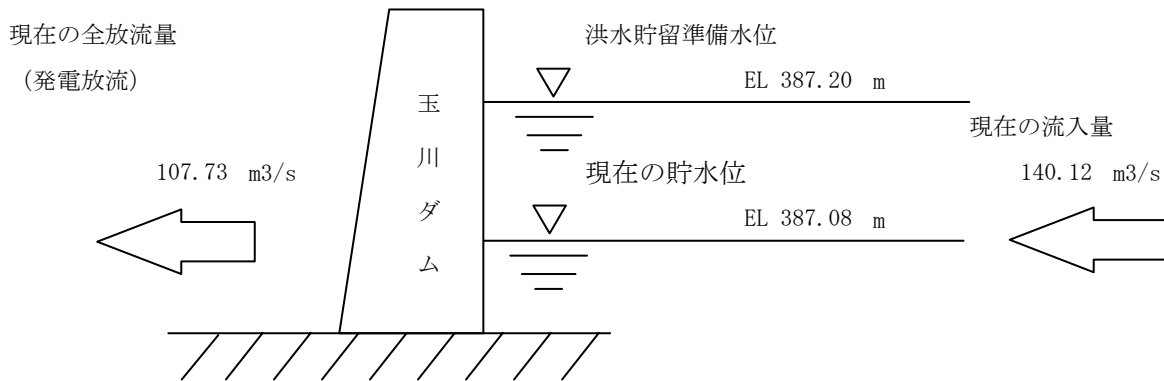 現在の全放流量
（発電放流）
107.73 m3/s
玉川ダム
洪水貯留準備水位
EL 387.20 m
現在の貯水位
EL 387.08 m
現在の流入量
140.12 m3/s